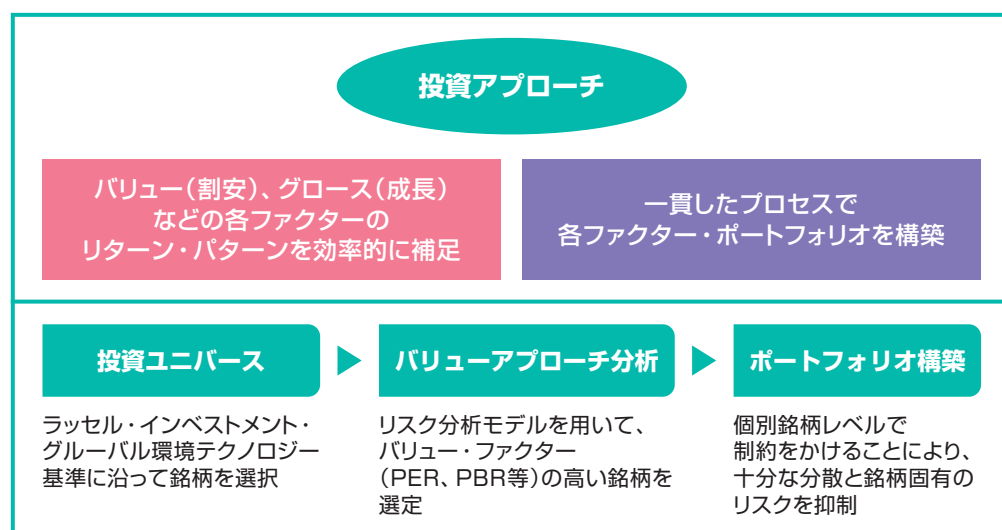 投資アプローチ
バリュー（割安）、グロース（成長）
などの各ファクターの
リターン・パターンを効率的に補足
一貫したプロセスで
各ファクター・ポートフォリオを構築
投資ユニバース
ラッセル・インベストメント・
グルーバル環境テクノロジー
基準に沿って銘柄を選択
バリューアプローチ分析
リスク分析モデルを用いて、
バリュー・ファクター
（PER、PBR等）の高い銘柄を
選定
ポートフォリオ構築
個別銘柄レベルで
制約をかけることにより、
十分な分散と銘柄固有の
リスクを抑制